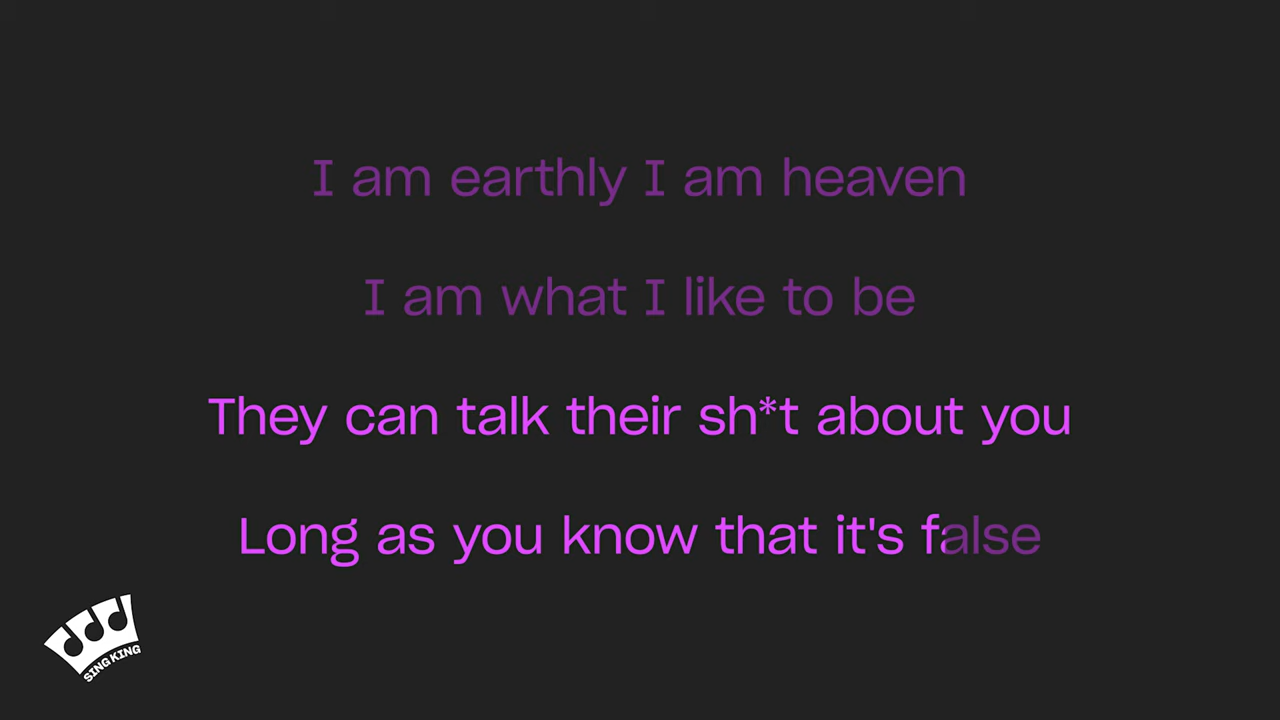 I am earthly I am heaven
I am what I like to be
They can talk their sh*t about you
Long as you know that it's false
SING KING